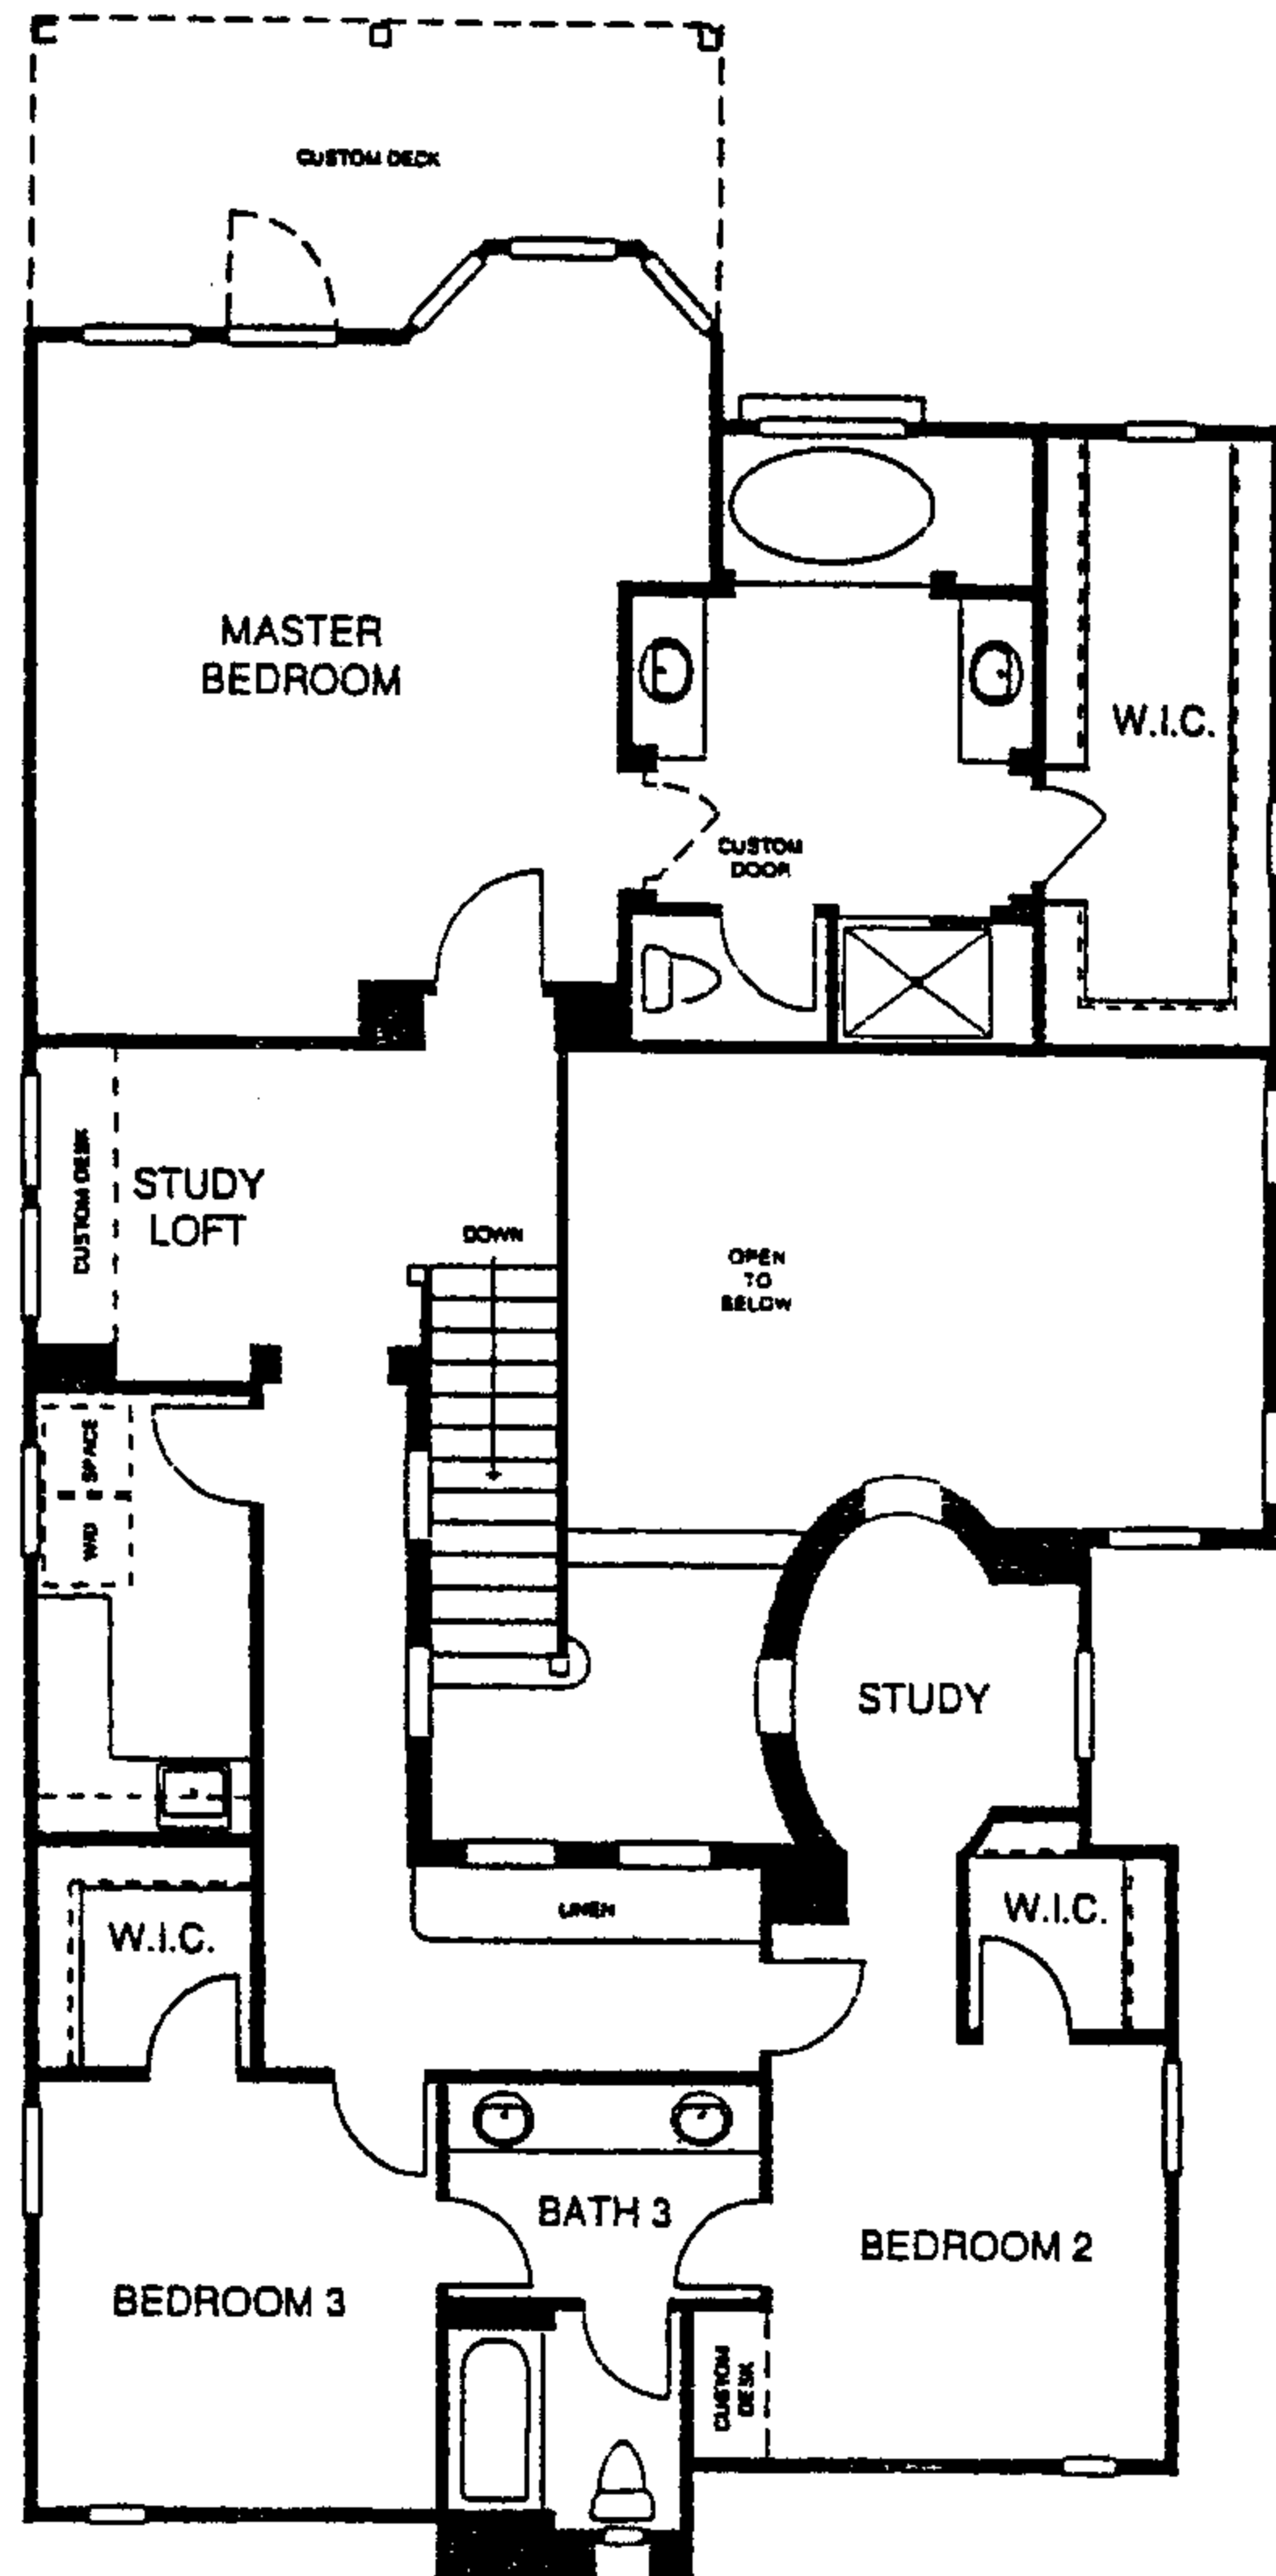 CUSTOM DECK
MASTER
BEDROOM
W.I.C.
CUSTOM
DOOR
CUSTOM DESK
STUDY
LOFT
DOWN
OPEN
TO
BELOW
W/D SPACE
STUDY
LINEN
W.I.C.
W.I.C.
BATH 3
BEDROOM 2
BEDROOM 3
CUSTOM
DESK